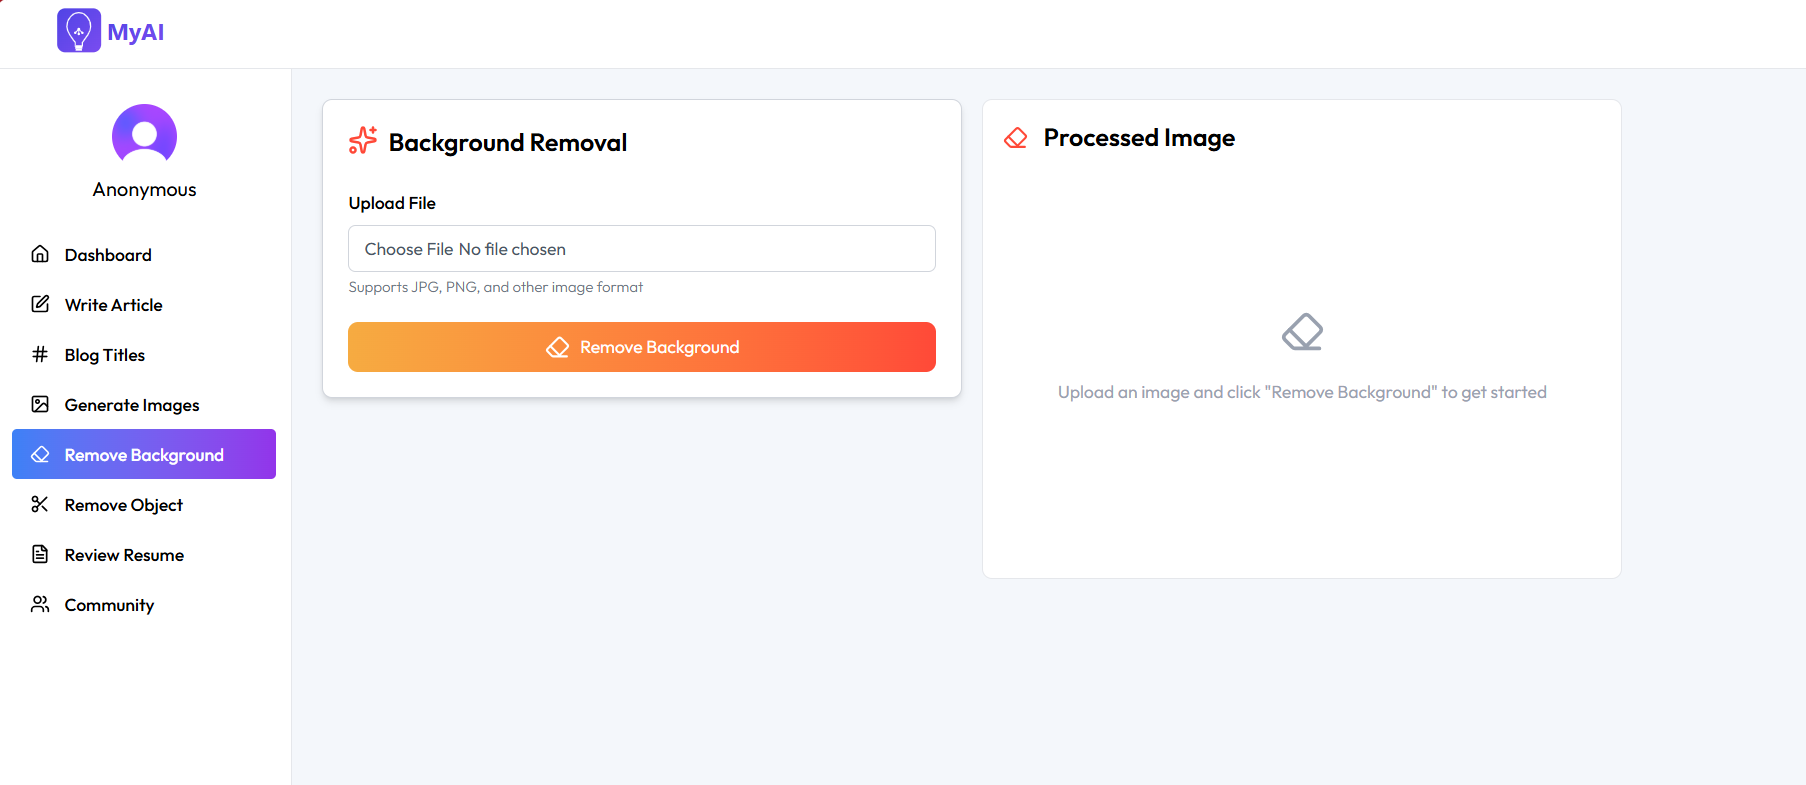 MyAI
Anonymous
Dashboard
Write Article
Blog Titles
Generate Images
Remove Background
Remove Object
Review Resume
Community
Background Removal
Upload File
Choose File No file chosen
Supports JPG, PNG, and other image format
Remove Background
Processed Image
Upload an image and click "Remove Background" to get started